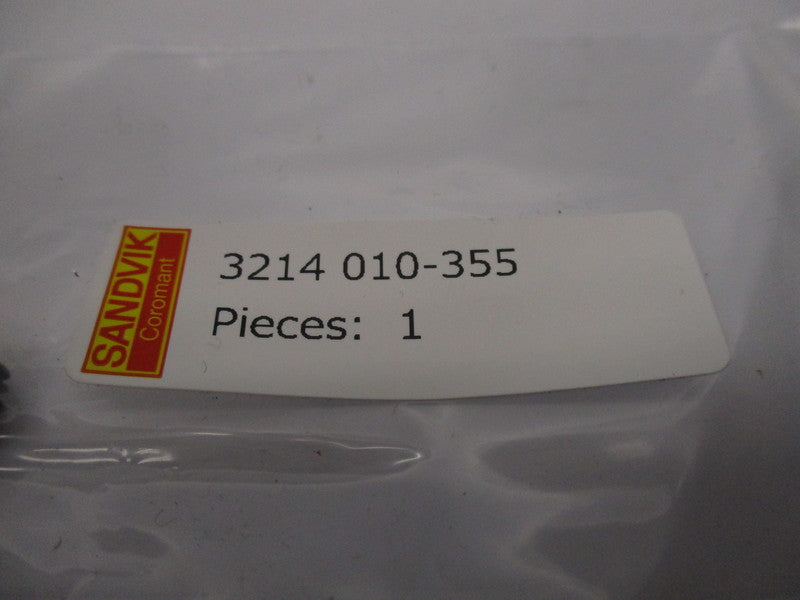 SANDVIK
Coromant
3214 010-355
Pieces: 1